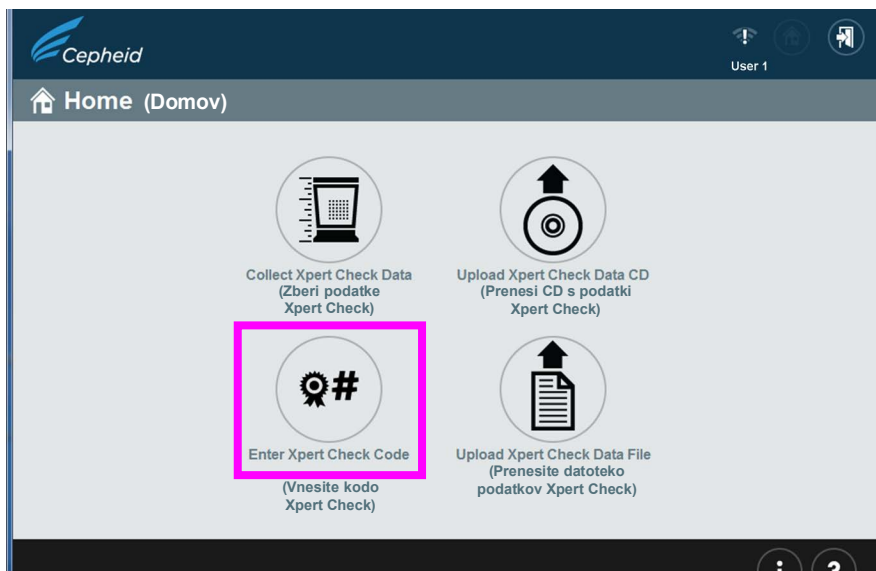 Cepheid
User 1
Home (Domov)
Collect Xpert Check Data
(Zberi podatke
Xpert Check)
Upload Xpert Check Data CD
(Prenesi CD s podatki
Xpert Check)
#
Enter Xpert Check Code
(Vnesite kodo
Xpert Check)
Upload Xpert Check Data File
(Prenesite datoteko
podatkov Xpert Check)
i
?